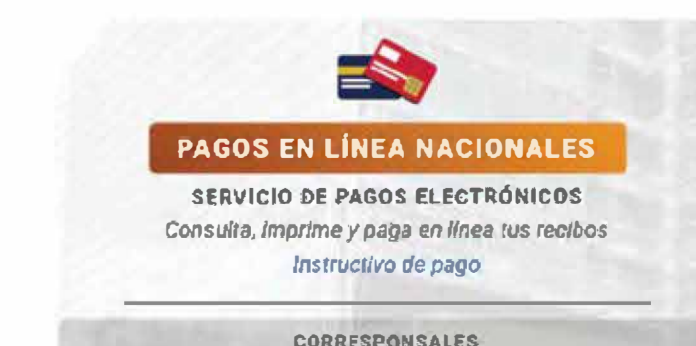 PAGOS EN LÍNEA NACIONALES
SERVICIO DE PAGOS ELECTRÓNICOS
Consulta, imprime y paga en línea tus recibos
Instructivo de pago
CORRESPONSALES